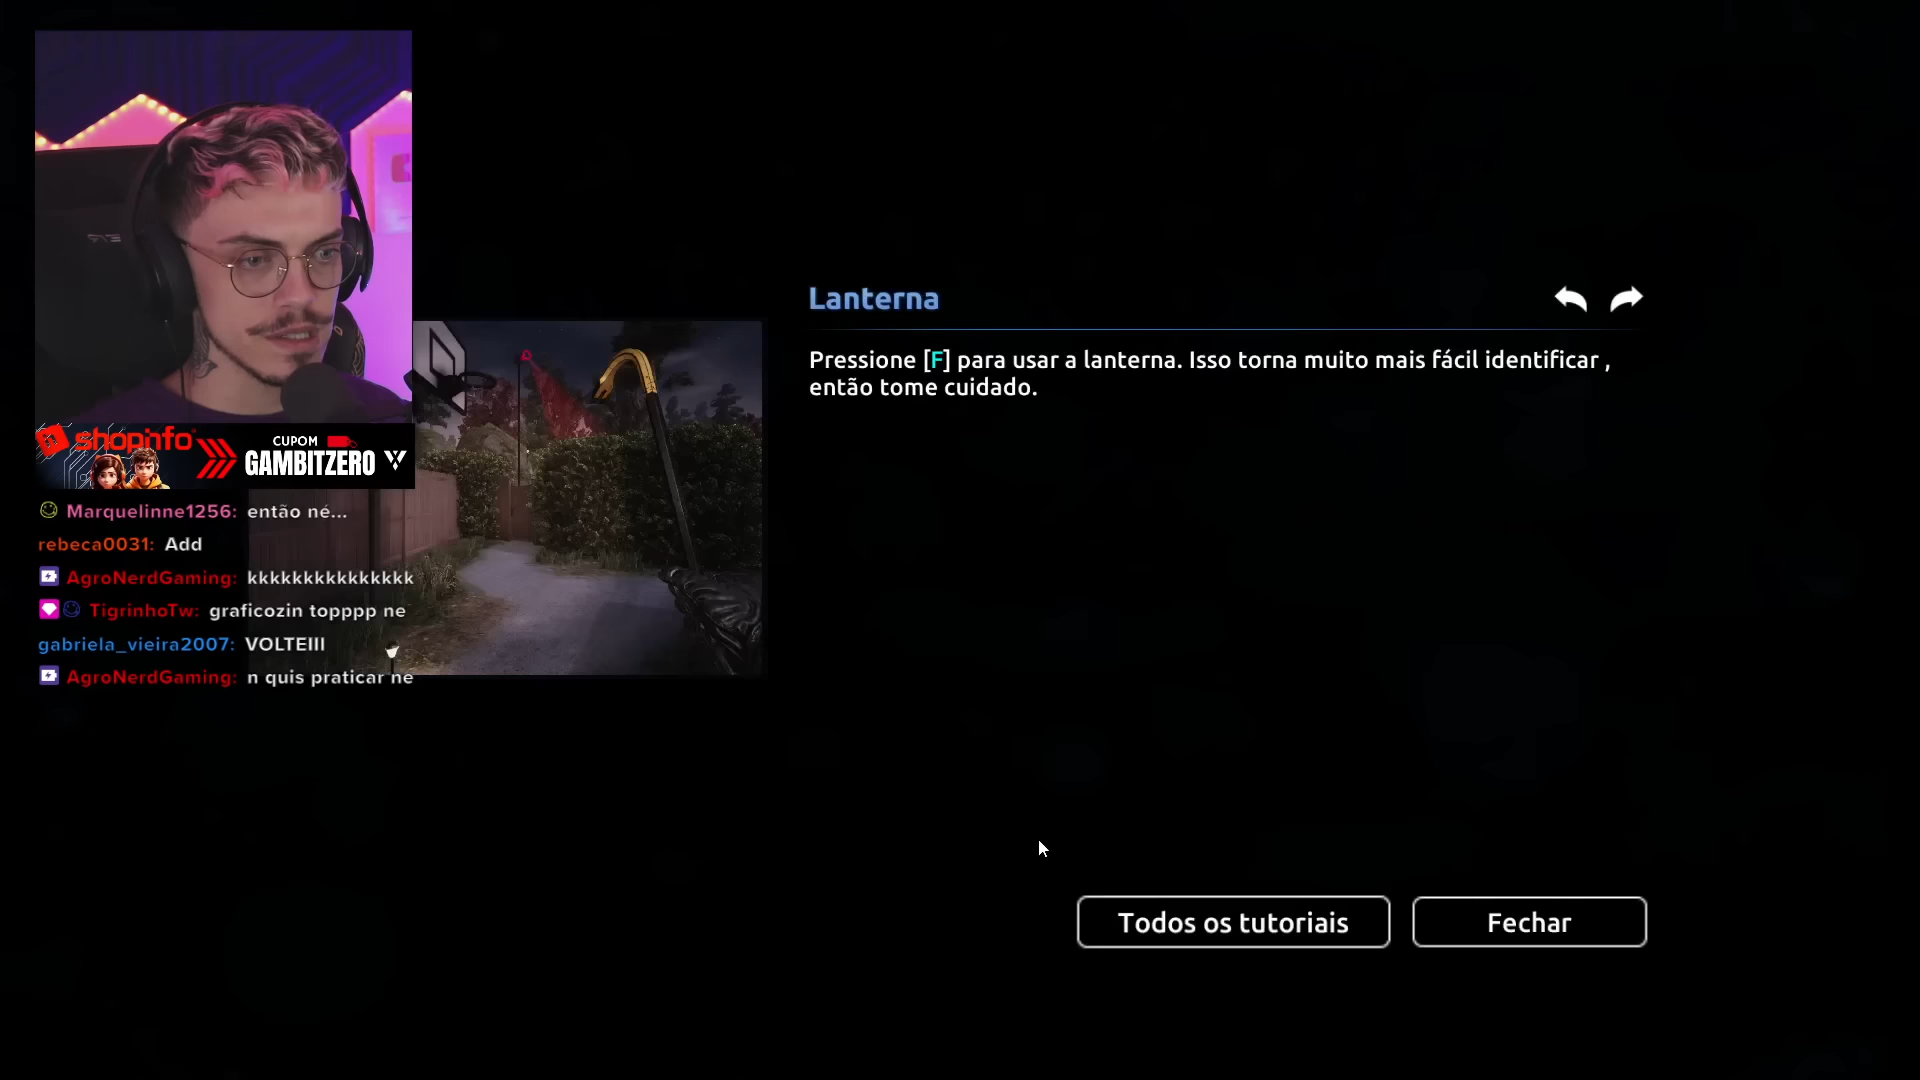 Lanterna
Pressione [F] para usar a lanterna. Isso torna muito mais fácil identificar ,
então tome cuidado.
shopinfo
CUPOM
GAMBITZERO
Marquelinne1256: então né...
rebeca0031: Add
AgroNerdGaming: kkkkkkkkkkkkkkk
TigrinhoTw: graficozin topppp ne
gabriela_vieira2007: VOLTEIII
AgroNerdGaming: n quis praticar ne
Todos os tutoriais
Fechar